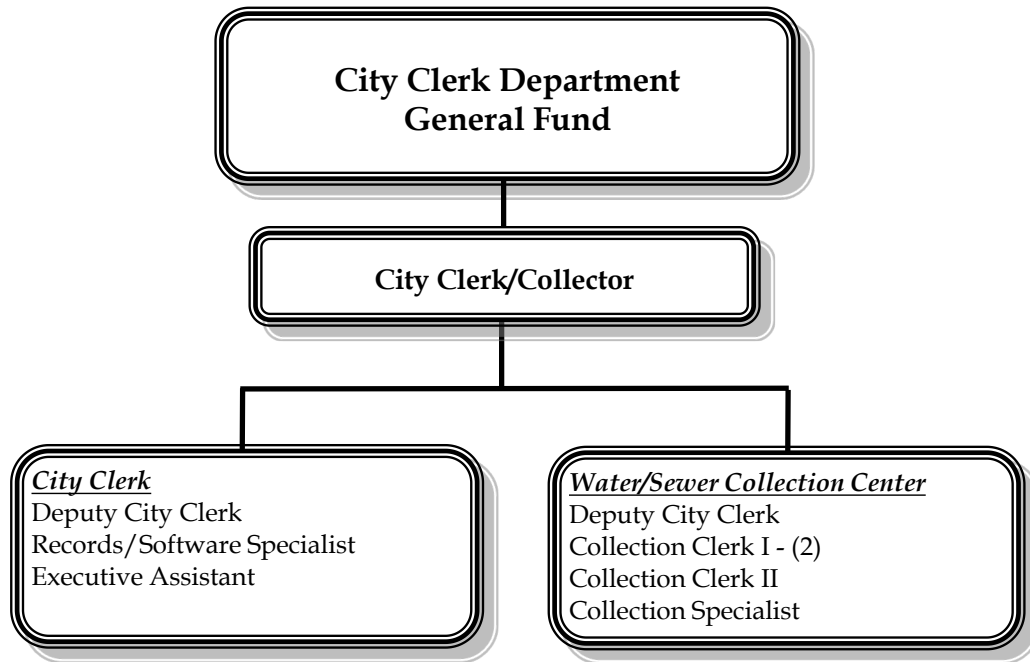 City Clerk Department
General Fund
City Clerk/Collector
City Clerk
Deputy City Clerk
Records/Software Specialist
Executive Assistant
Water/Sewer Collection Center
Deputy City Clerk
Collection Clerk I - (2)
Collection Clerk II
Collection Specialist